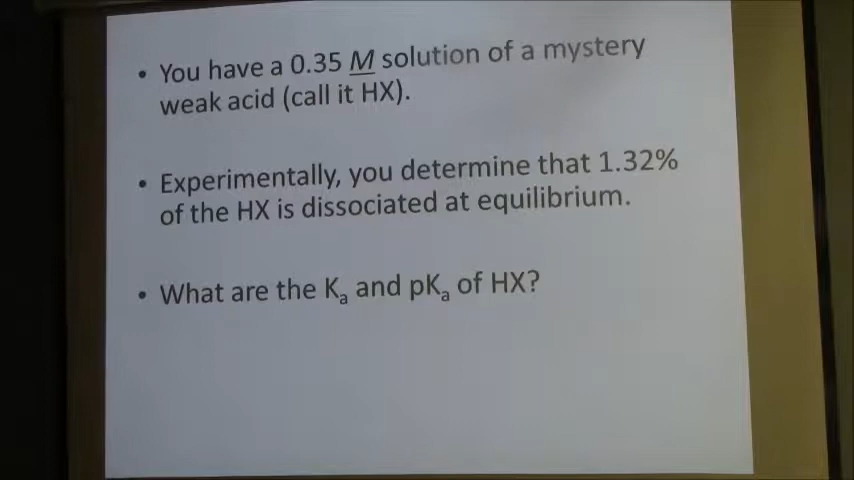 • You have a 0.35 M solution of a mystery
weak acid (call it HX).
• Experimentally, you determine that 1.32%
of the HX is dissociated at equilibrium.
• What are the Ka and pKa of HX?